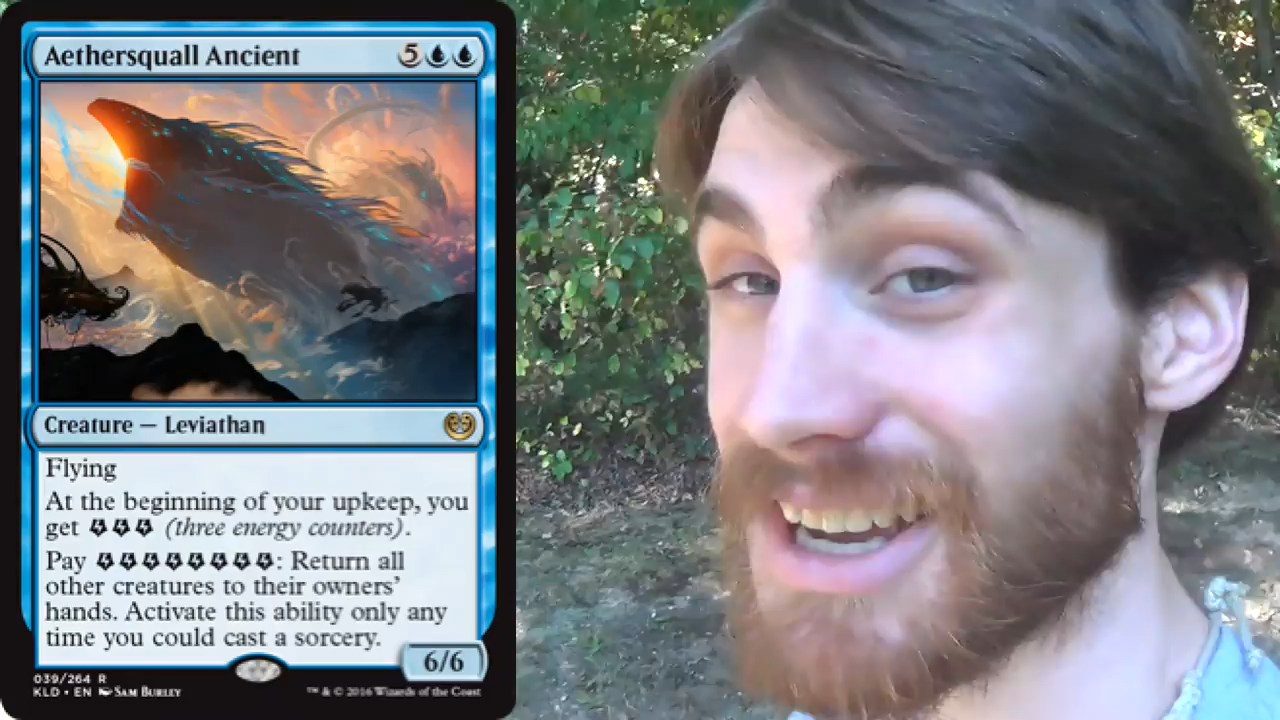 Aethersquall Ancient 5
Creature — Leviathan
Flying
At the beginning of your upkeep, you
get (three energy counters).
Pay : Return all
other creatures to their owners’
hands. Activate this ability only any
time you could cast a sorcery.
6/6
039/264 R
KLD • EN Sam Burley
™ & © 2016 Wizards of the Coast